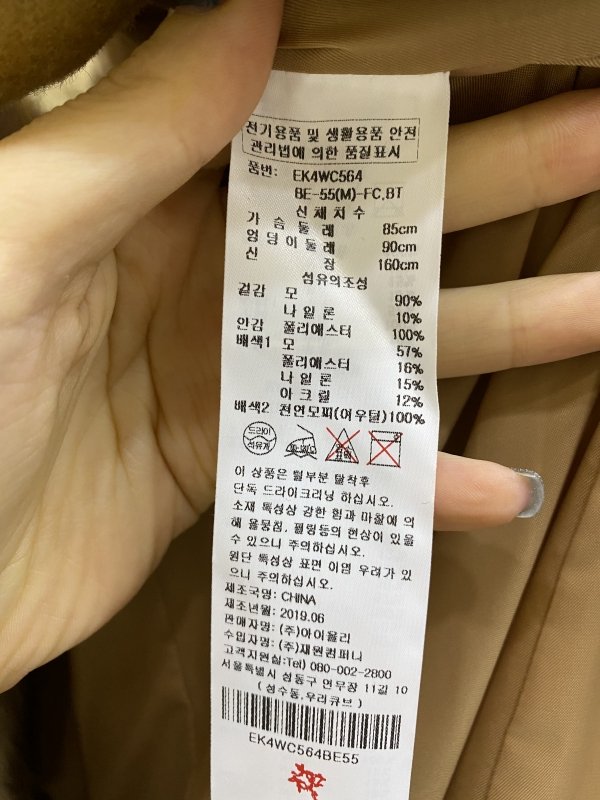 전기용품 및 생활용품 안전
관리법에 의한 품질표시
품번: EK4WC564
BE-55(M)-FC,BT
신체치수
가슴둘레 85cm
엉덩이둘레 90cm
신장 160cm
섬유의조성
겉감 모 90%
나일론 10%
안감 폴리에스터 100%
배색1 모 57%
폴리에스터 16%
나일론 15%
아크릴 12%
배색2 천연모피(여우털)100%
드라이
석유계
이 상품은 털부분 탈착후
단독 드라이크리닝 하십시오.
소재 특성상 강한 힘과 마찰에 의
해 올뭉침, 필링등의 현상이 있을
수 있으니 주의하십시오.
원단 특성상 표면 이염 우려가 있
으니 주의하십시오.
제조국명: CHINA
제조년월: 2019.06
판매자명: (주)아이올리
수입자명: (주)재원컴퍼니
고객지원실:Tel) 080-002-2800
서울특별시 성동구 연무장 11길 10
(성수동,우리큐브)
EK4WC564BE55